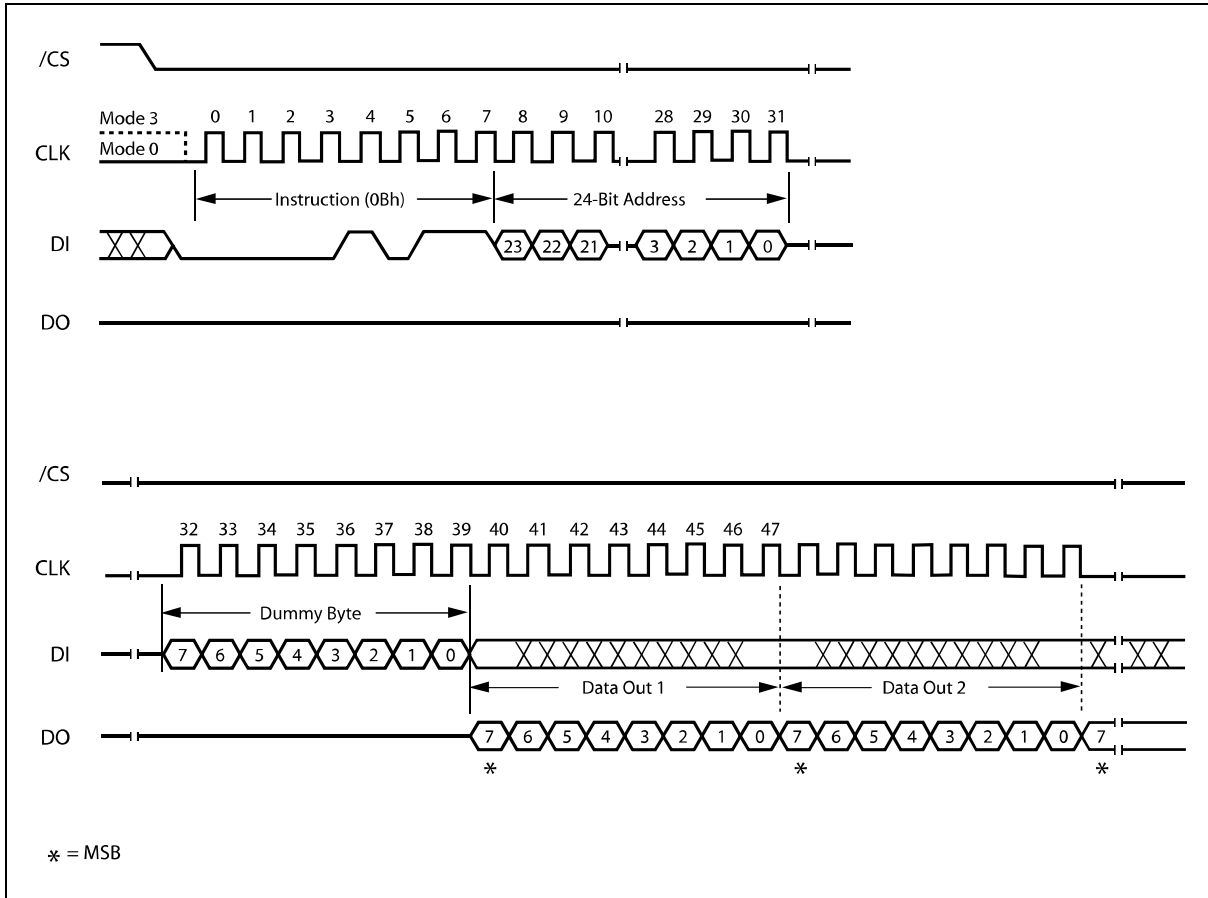 /CS
Mode 3
0 1 2 3 4 5 6 7 8 9 10 28 29 30 31
CLK
Mode 0
Instruction (0Bh) 24-Bit Address
DI
23 22 21 3 2 1 0
DO
/CS
32 33 34 35 36 37 38 39 40 41 42 43 44 45 46 47
CLK
Dummy Byte
DI
7 6 5 4 3 2 1 0
Data Out 1 Data Out 2
DO
7 6 5 4 3 2 1 0 7 6 5 4 3 2 1 0 7
* * *
* = MSB